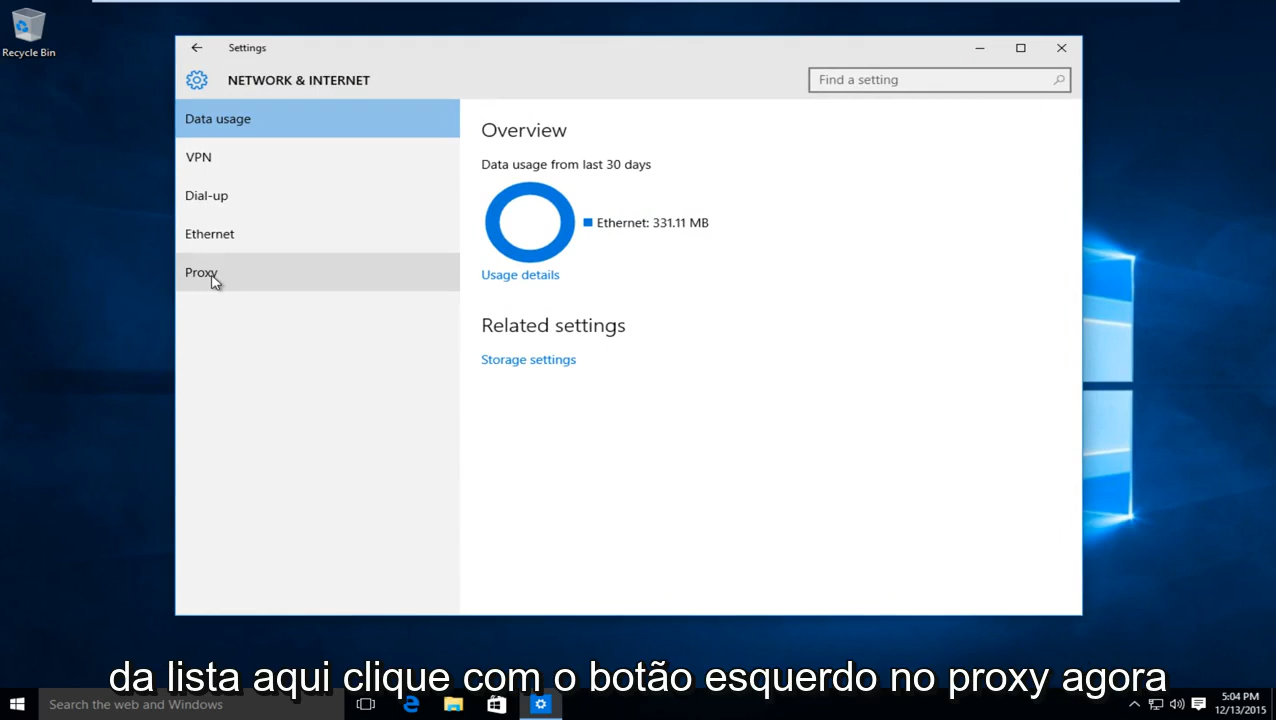 Recycle Bin
Settings
NETWORK & INTERNET
Find a setting
Data usage
VPN
Dial-up
Ethernet
Proxy
Overview
Data usage from last 30 days
Ethernet: 331.11 MB
Usage details
Related settings
Storage settings
da lista aqui clique com o botão esquerdo no proxy agora
Search the web and Windows
5:04 PM
12/13/2015